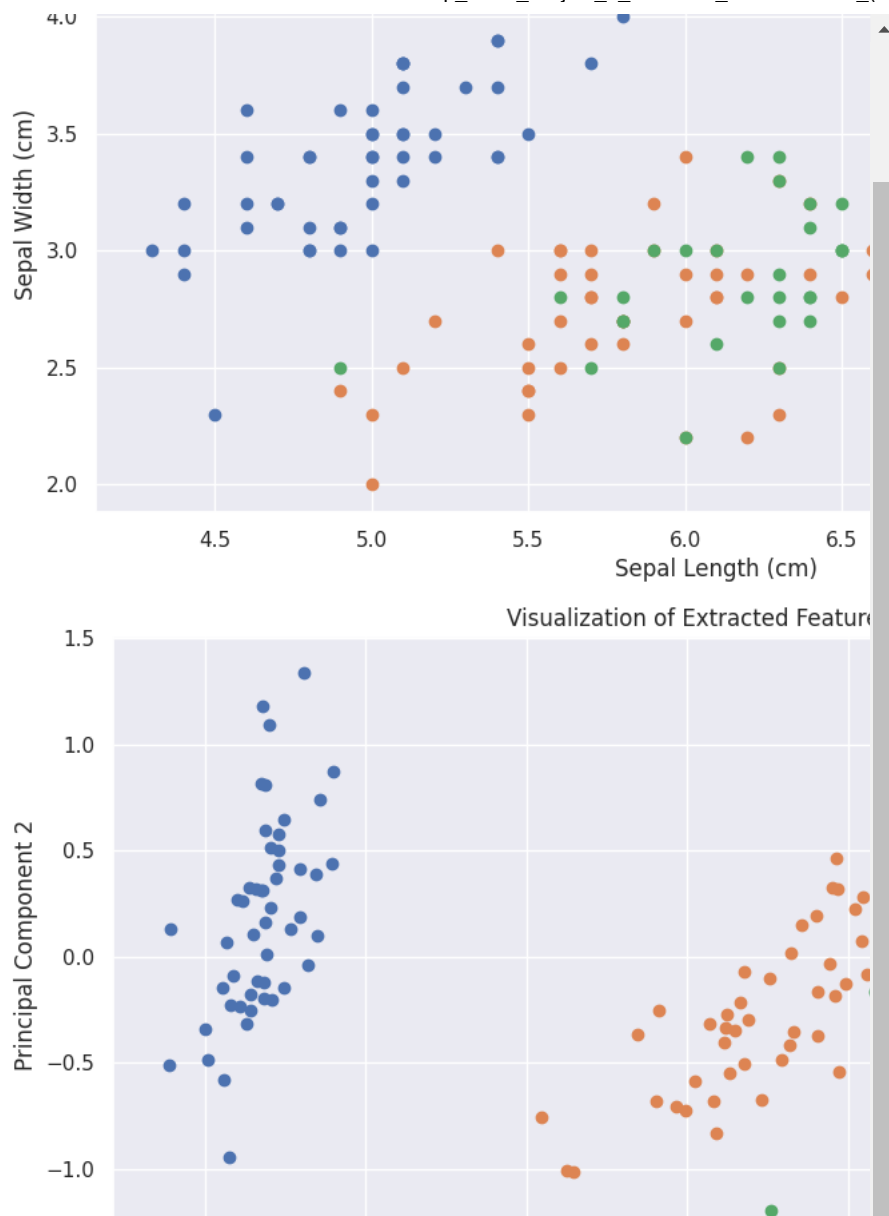 4.0
3.5
3.0
2.5
2.0
Sepal Width (cm)
4.5 5.0 5.5 6.0 6.5
Sepal Length (cm)
Visualization of Extracted Feature
1.5
1.0
0.5
0.0
−0.5
−1.0
Principal Component 2